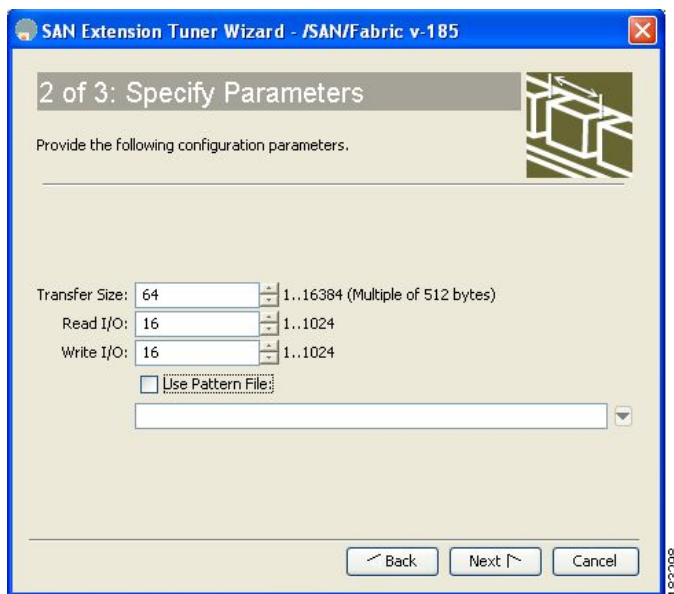 SAN Extension Tuner Wizard - /SAN/Fabric v-185
2 of 3: Specify Parameters
Provide the following configuration parameters.
Transfer Size: 64 1..16384 (Multiple of 512 bytes)
Read I/O: 16 1..1024
Write I/O: 16 1..1024
Use Pattern File:
Back Next Cancel
183298